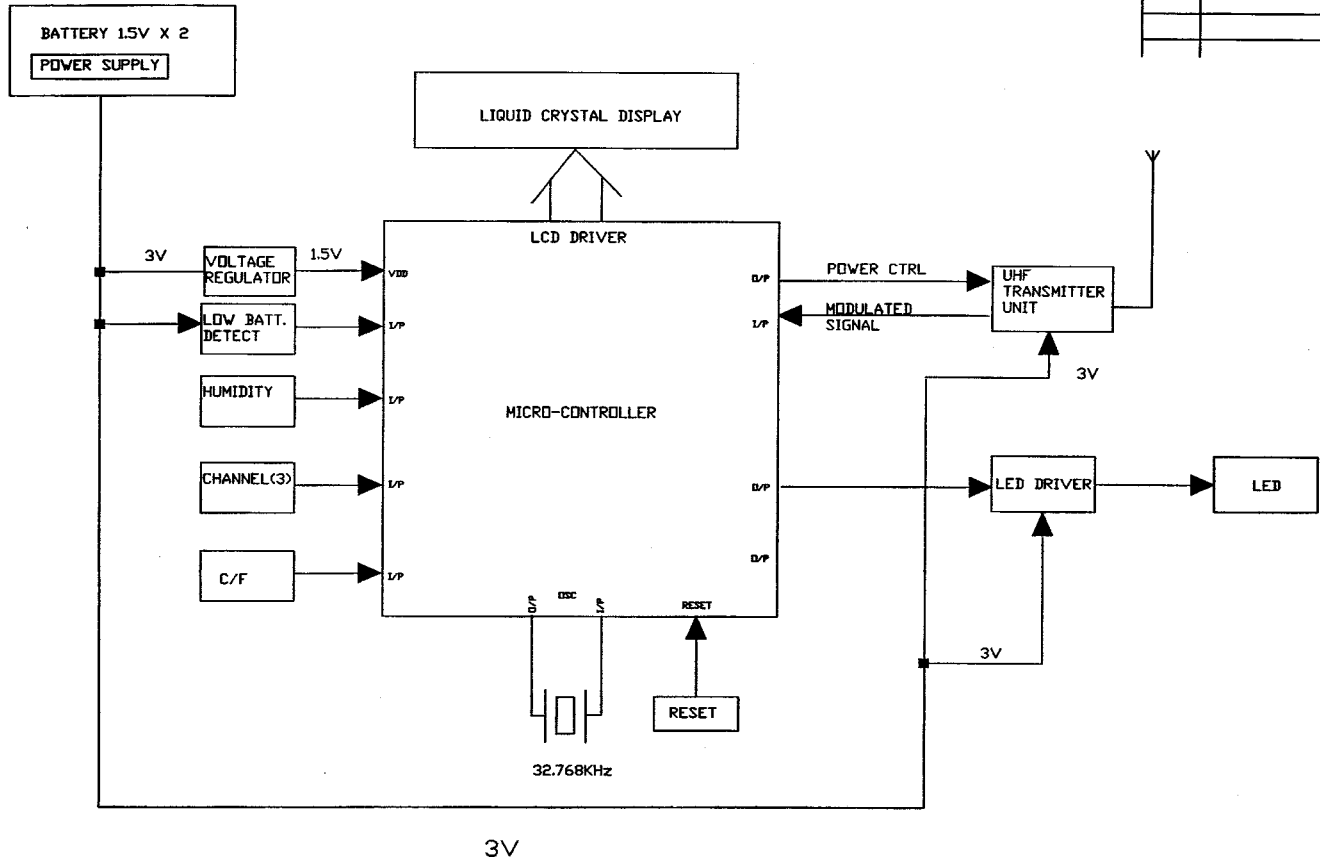 BATTERY 1.5V X 2
POWER SUPPLY
LIQUID CRYSTAL DISPLAY
LCD DRIVER
3V
VOLTAGE
REGULATOR
1.5V
VDD
LOW BATT.
DETECT
I/P
HUMIDITY
I/P
CHANNEL(3)
I/P
C/F
I/P
MICRO-CONTROLLER
O/P
POWER CTRL
I/P
MODULATED
SIGNAL
UHF
TRANSMITTER
UNIT
3V
O/P
LED DRIVER
LED
O/P
3V
O/P
OSC
I/P
RESET
RESET
32.768KHz
3V